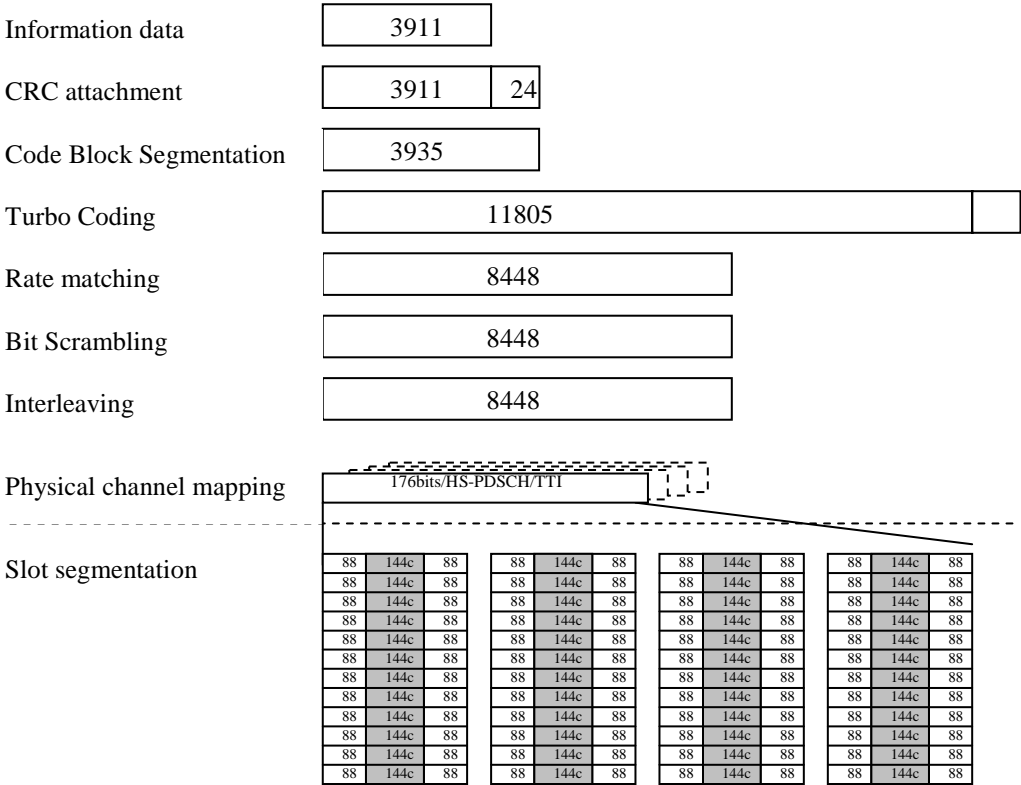 Information data 3911
CRC attachment 3911 24
Code Block Segmentation 3935
Turbo Coding 11805
Rate matching 8448
Bit Scrambling 8448
Interleaving 8448
Physical channel mapping 176bits/HS-PDSCH/TTI
Slot segmentation 88 144c 88 88 144c 88 88 144c 88 88 144c 88
88 144c 88 88 144c 88 88 144c 88 88 144c 88
88 144c 88 88 144c 88 88 144c 88 88 144c 88
88 144c 88 88 144c 88 88 144c 88 88 144c 88
88 144c 88 88 144c 88 88 144c 88 88 144c 88
88 144c 88 88 144c 88 88 144c 88 88 144c 88
88 144c 88 88 144c 88 88 144c 88 88 144c 88
88 144c 88 88 144c 88 88 144c 88 88 144c 88
88 144c 88 88 144c 88 88 144c 88 88 144c 88
88 144c 88 88 144c 88 88 144c 88 88 144c 88
88 144c 88 88 144c 88 88 144c 88 88 144c 88
88 144c 88 88 144c 88 88 144c 88 88 144c 88